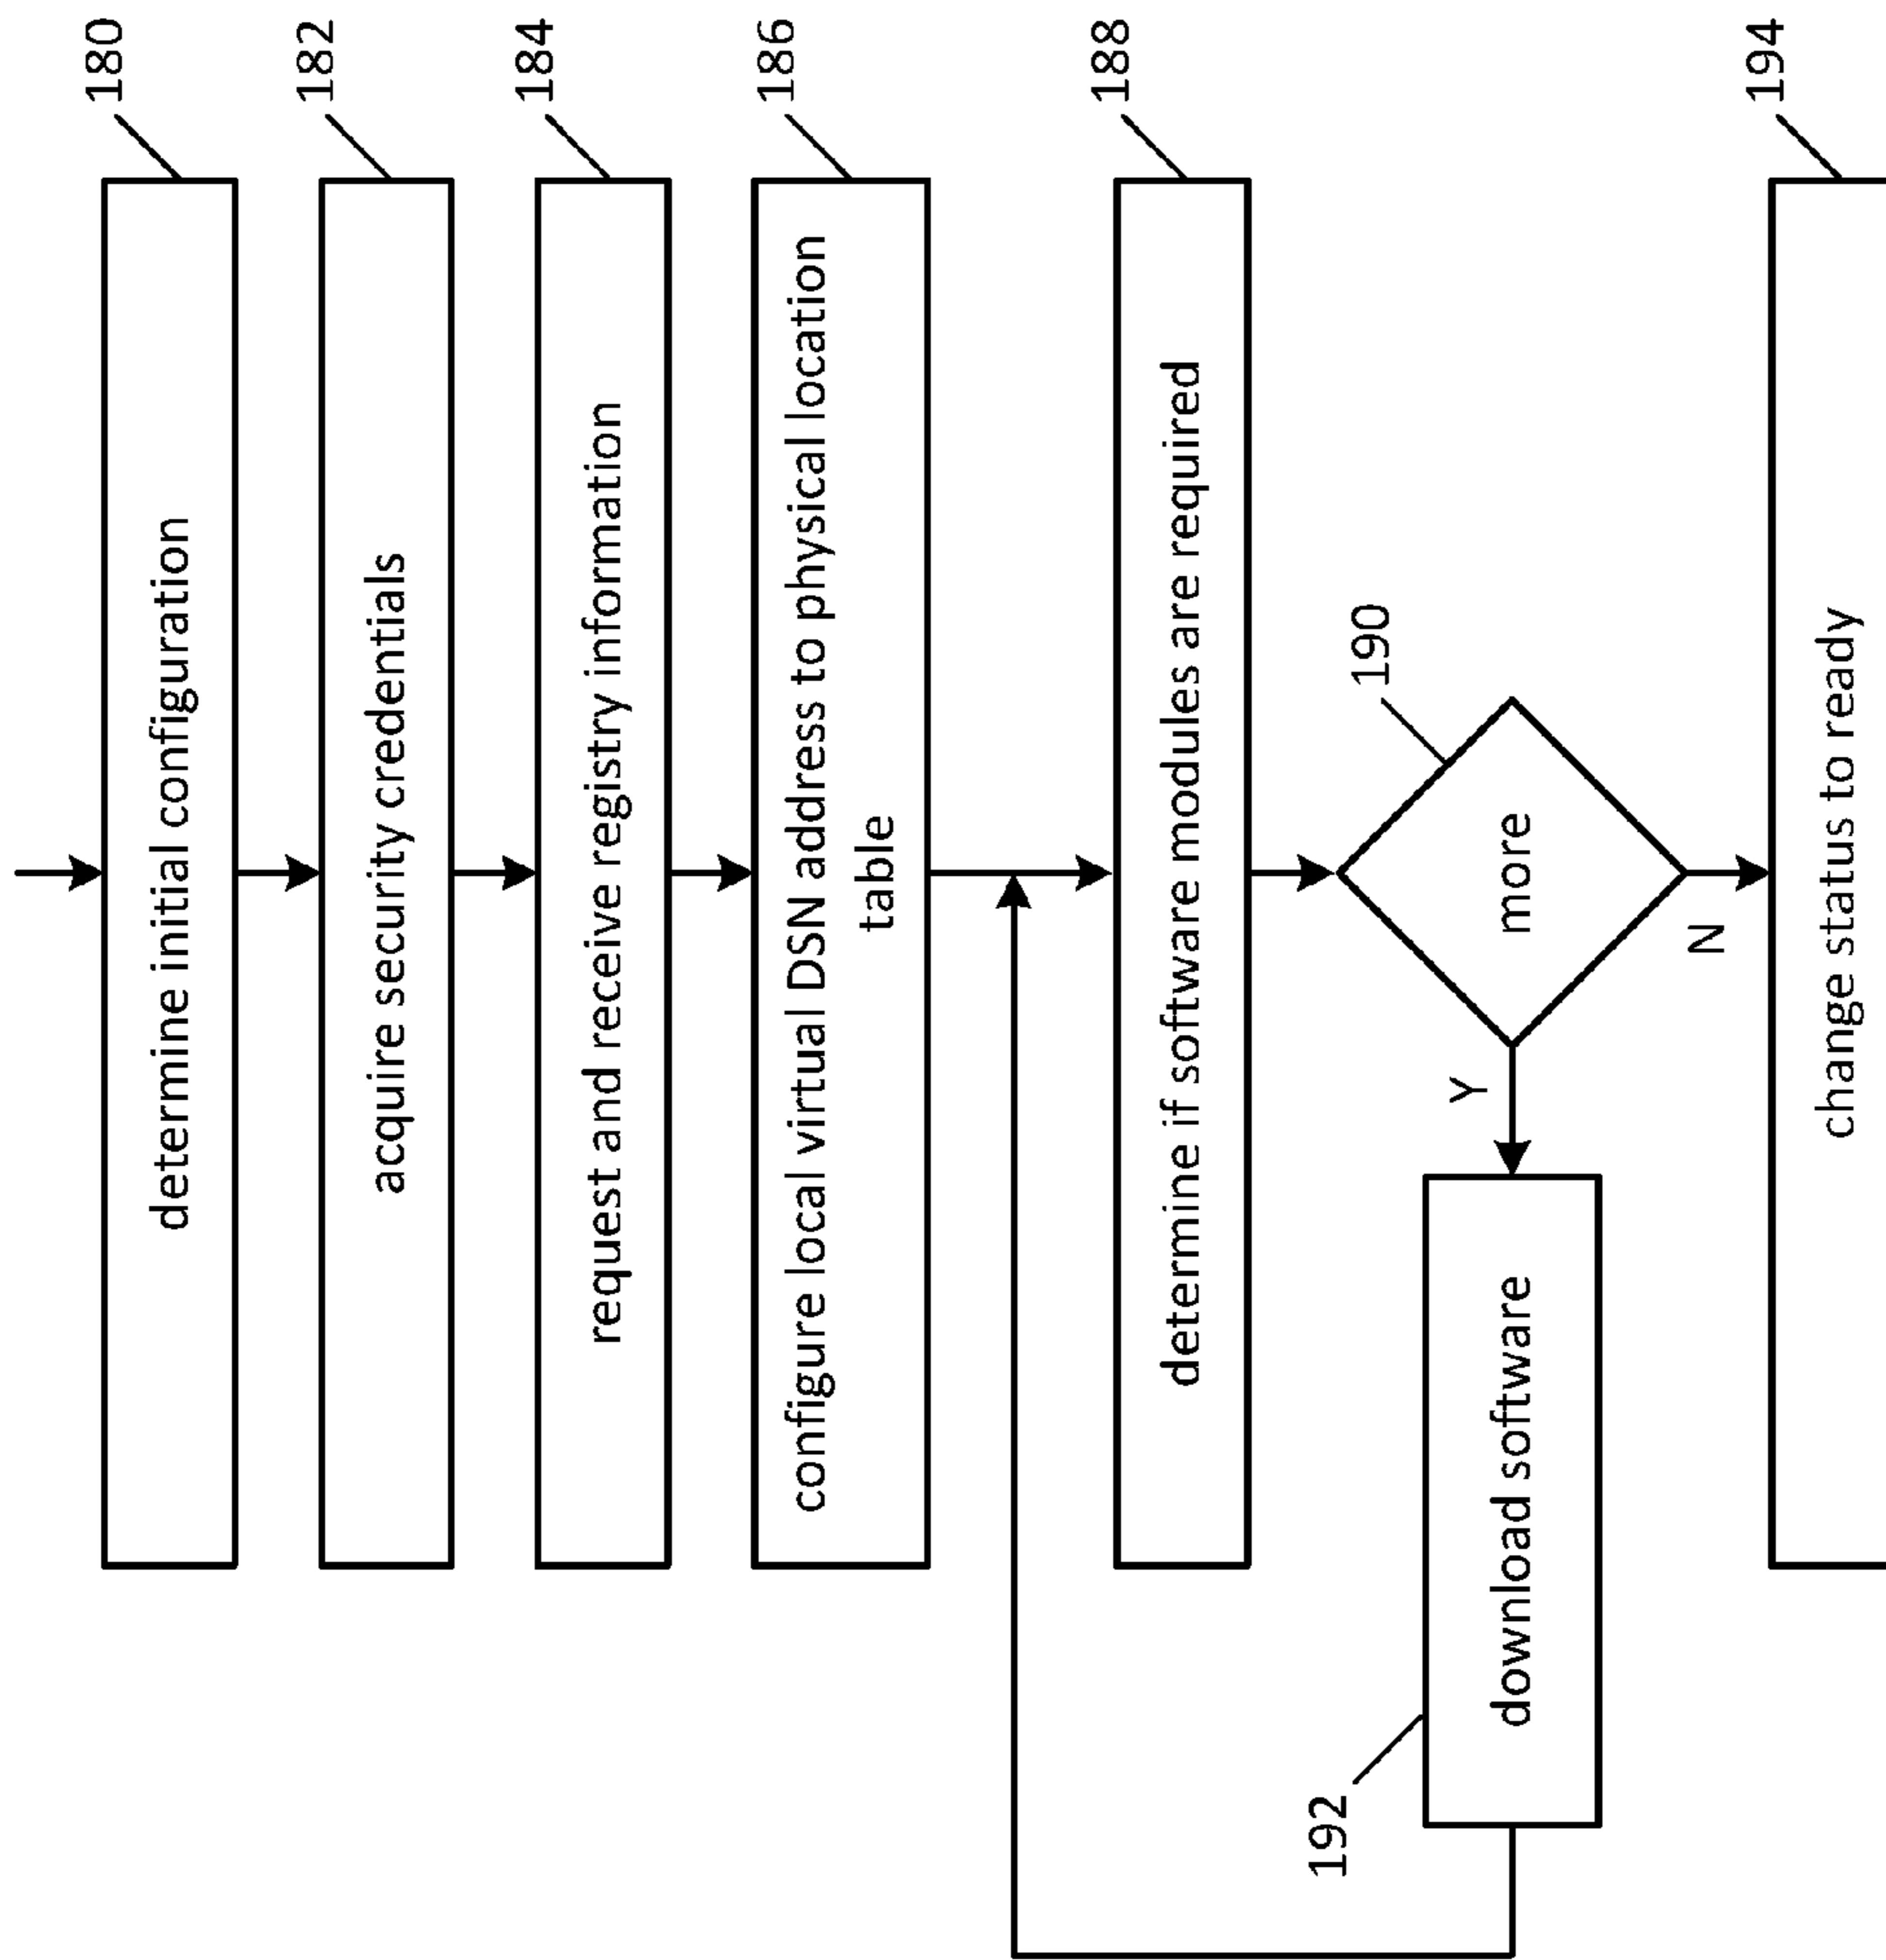 180
determine initial configuration
182
acquire security credentials
184
request and receive registry information
186
configure local virtual DSN address to physical location
table
188
determine if software modules are required
190
more
Y
N
192
download software
194
change status to ready